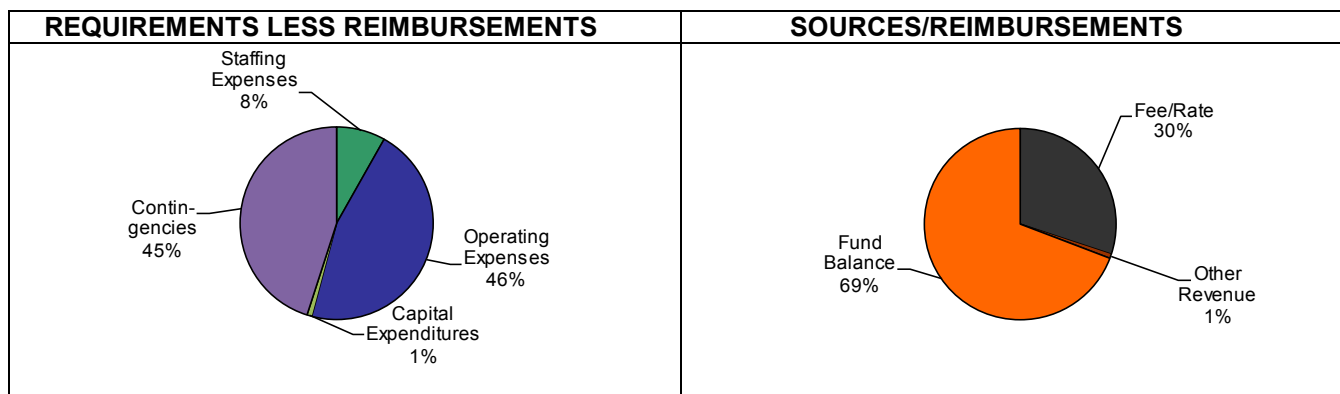 REQUIREMENTS LESS REIMBURSEMENTS
Staffing
Expenses
8%
Operating
Expenses
46%
Capital
Expenditures
1%
Contin-
gencies
45%
SOURCES/REIMBURSEMENTS
Fee/Rate
30%
Other
Revenue
1%
Fund
Balance
69%